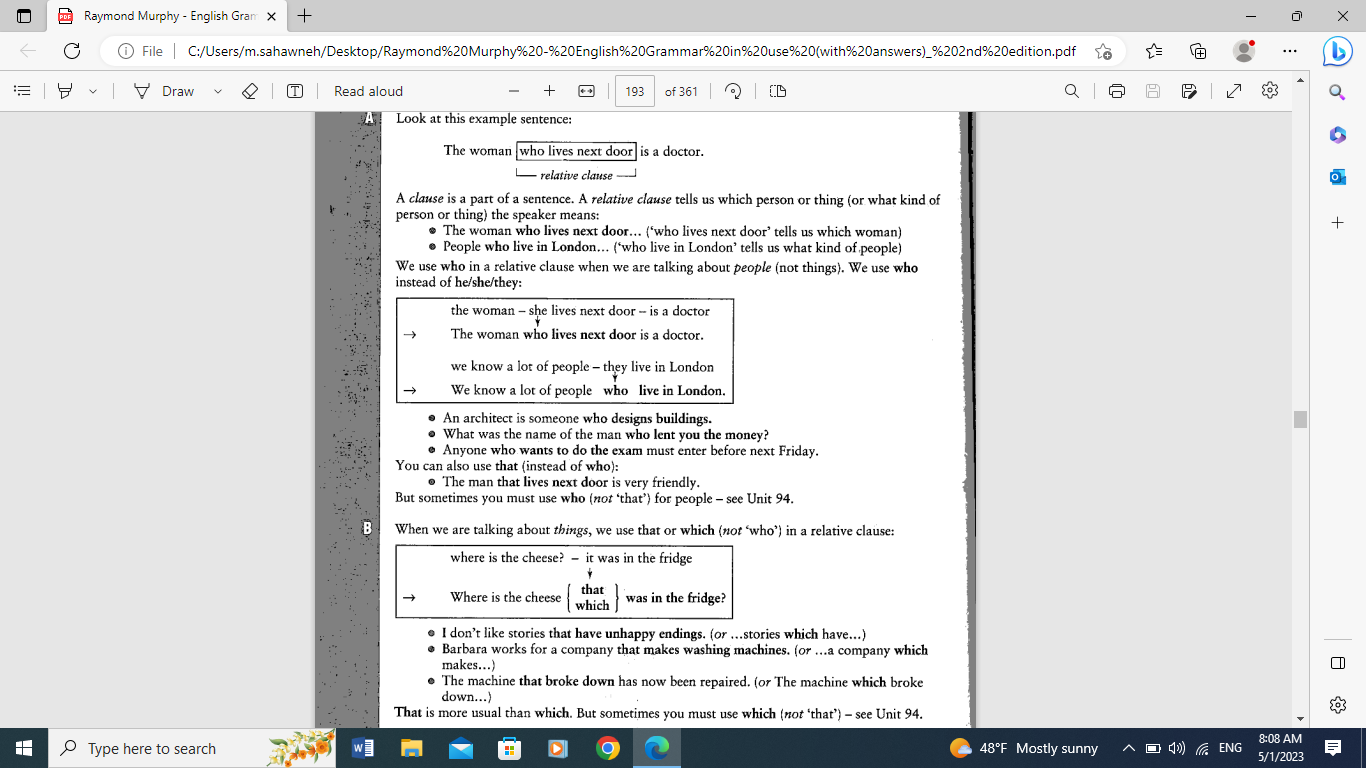 Raymond Murphy - English Gram
File
C:/Users/m.sahawneh/Desktop/Raymond%20Murphy%20-%20English%20Grammar%20in%20use%20(with%20answers)_%202nd%20edition.pdf
Draw
Read aloud
193 of 361
A Look at this example sentence:
The woman who lives next door is a doctor.
relative clause
A clause is a part of a sentence. A relative clause tells us which person or thing (or what kind of
person or thing) the speaker means:
The woman who lives next door... ('who lives next door' tells us which woman)
People who live in London... ('who live in London' tells us what kind of people)
We use who in a relative clause when we are talking about people (not things). We use who
instead of he/she/they:
the woman – she lives next door – is a doctor
→ The woman who lives next door is a doctor.
we know a lot of people – they live in London
→ We know a lot of people who live in London.
An architect is someone who designs buildings.
What was the name of the man who lent you the money?
Anyone who wants to do the exam must enter before next Friday.
You can also use that (instead of who):
The man that lives next door is very friendly.
But sometimes you must use who (not 'that') for people – see Unit 94.
B When we are talking about things, we use that or which (not 'who') in a relative clause:
where is the cheese? – it was in the fridge
→ Where is the cheese { that
which } was in the fridge?
I don't like stories that have unhappy endings. (or ...stories which have...)
Barbara works for a company that makes washing machines. (or ...a company which
makes...)
The machine that broke down has now been repaired. (or The machine which broke
down...)
That is more usual than which. But sometimes you must use which (not 'that') – see Unit 94.
Type here to search
48°F Mostly sunny
ENG
8:08 AM
5/1/2023